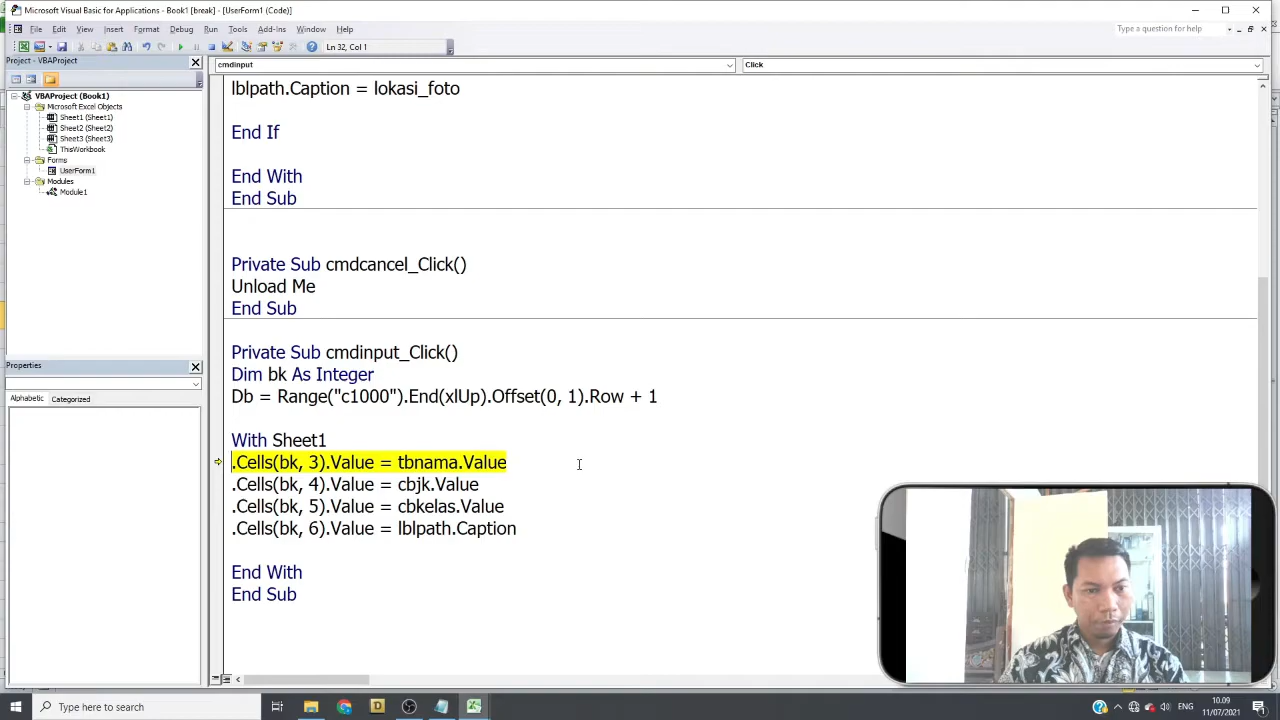 Microsoft Visual Basic for Applications - Book1 [break] - [UserForm1 (Code)]
File Edit View Insert Format Debug Run Tools Add-Ins Window Help
Type a question for help
Ln 32, Col 1
Project - VBAProject
cmdinput
Click
VBAProject (Book1)
Microsoft Excel Objects
Sheet1 (Sheet1)
Sheet2 (Sheet2)
Sheet3 (Sheet3)
ThisWorkbook
Forms
UserForm1
Modules
Module1
Properties
Alphabetic Categorized
lblpath.Caption = lokasi_foto
End If
End With
End Sub
Private Sub cmdcancel_Click()
Unload Me
End Sub
Private Sub cmdinput_Click()
Dim bk As Integer
Db = Range("c1000").End(xlUp).Offset(0, 1).Row + 1
With Sheet1
.Cells(bk, 3).Value = tbnama.Value
.Cells(bk, 4).Value = cbjk.Value
.Cells(bk, 5).Value = cbkelas.Value
.Cells(bk, 6).Value = lblpath.Caption
End With
End Sub
Type here to search
D
ENG
10.09
11/07/2021